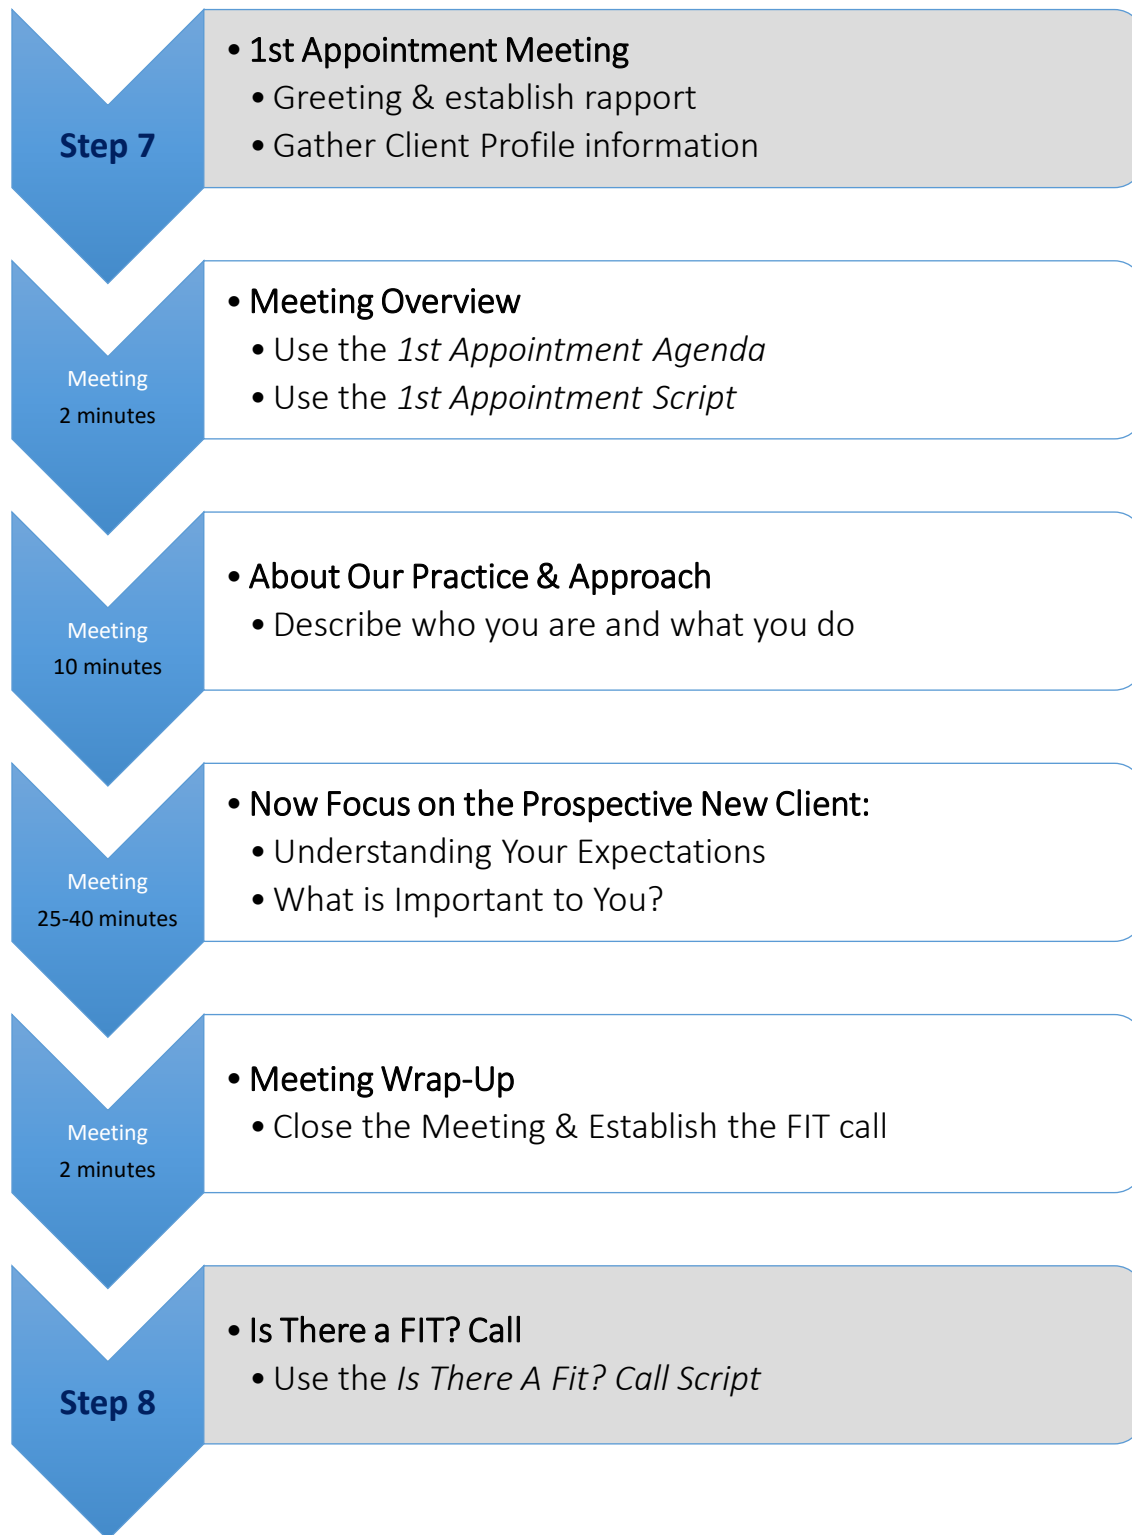 Step 7
• 1st Appointment Meeting
• Greeting & establish rapport
• Gather Client Profile information
Meeting
2 minutes
• Meeting Overview
• Use the 1st Appointment Agenda
• Use the 1st Appointment Script
Meeting
10 minutes
• About Our Practice & Approach
• Describe who you are and what you do
Meeting
25-40 minutes
• Now Focus on the Prospective New Client:
• Understanding Your Expectations
• What is Important to You?
Meeting
2 minutes
• Meeting Wrap-Up
• Close the Meeting & Establish the FIT call
Step 8
• Is There a FIT? Call
• Use the Is There A Fit? Call Script